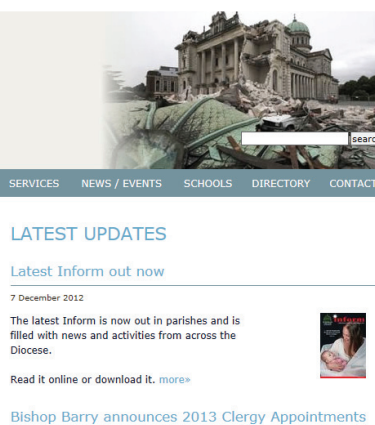 searc
SERVICES NEWS / EVENTS SCHOOLS DIRECTORY CONTACT
LATEST UPDATES
Latest Inform out now
7 December 2012
The latest Inform is now out in parishes and is
filled with news and activities from across the
Diocese.
inform
Read it online or download it. more»
Bishop Barry announces 2013 Clergy Appointments